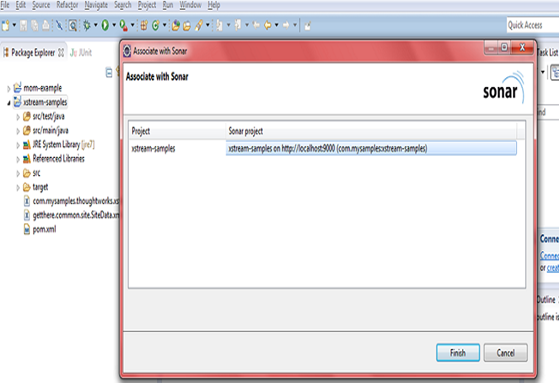 File Edit Source Refactor Navigate Search Project Run Window Help
Quick Access
Package Explorer JUnit
mom-example
xstream-samples
src/test/java
src/main/java
JRE System Library [jre7]
Referenced Libraries
src
target
com.mysamples.thoughtworks.xs
getthere.common.site.SiteData.xm
pom.xml
Associate with Sonar
Associate with Sonar
sonar
Project Sonar project
xstream-samples xstream-samples on http://localhost:9000 (com.mysamples:xstream-samples)
Finish Cancel
Task List
ind
Conne
Connec
or creat
Outline
outline is